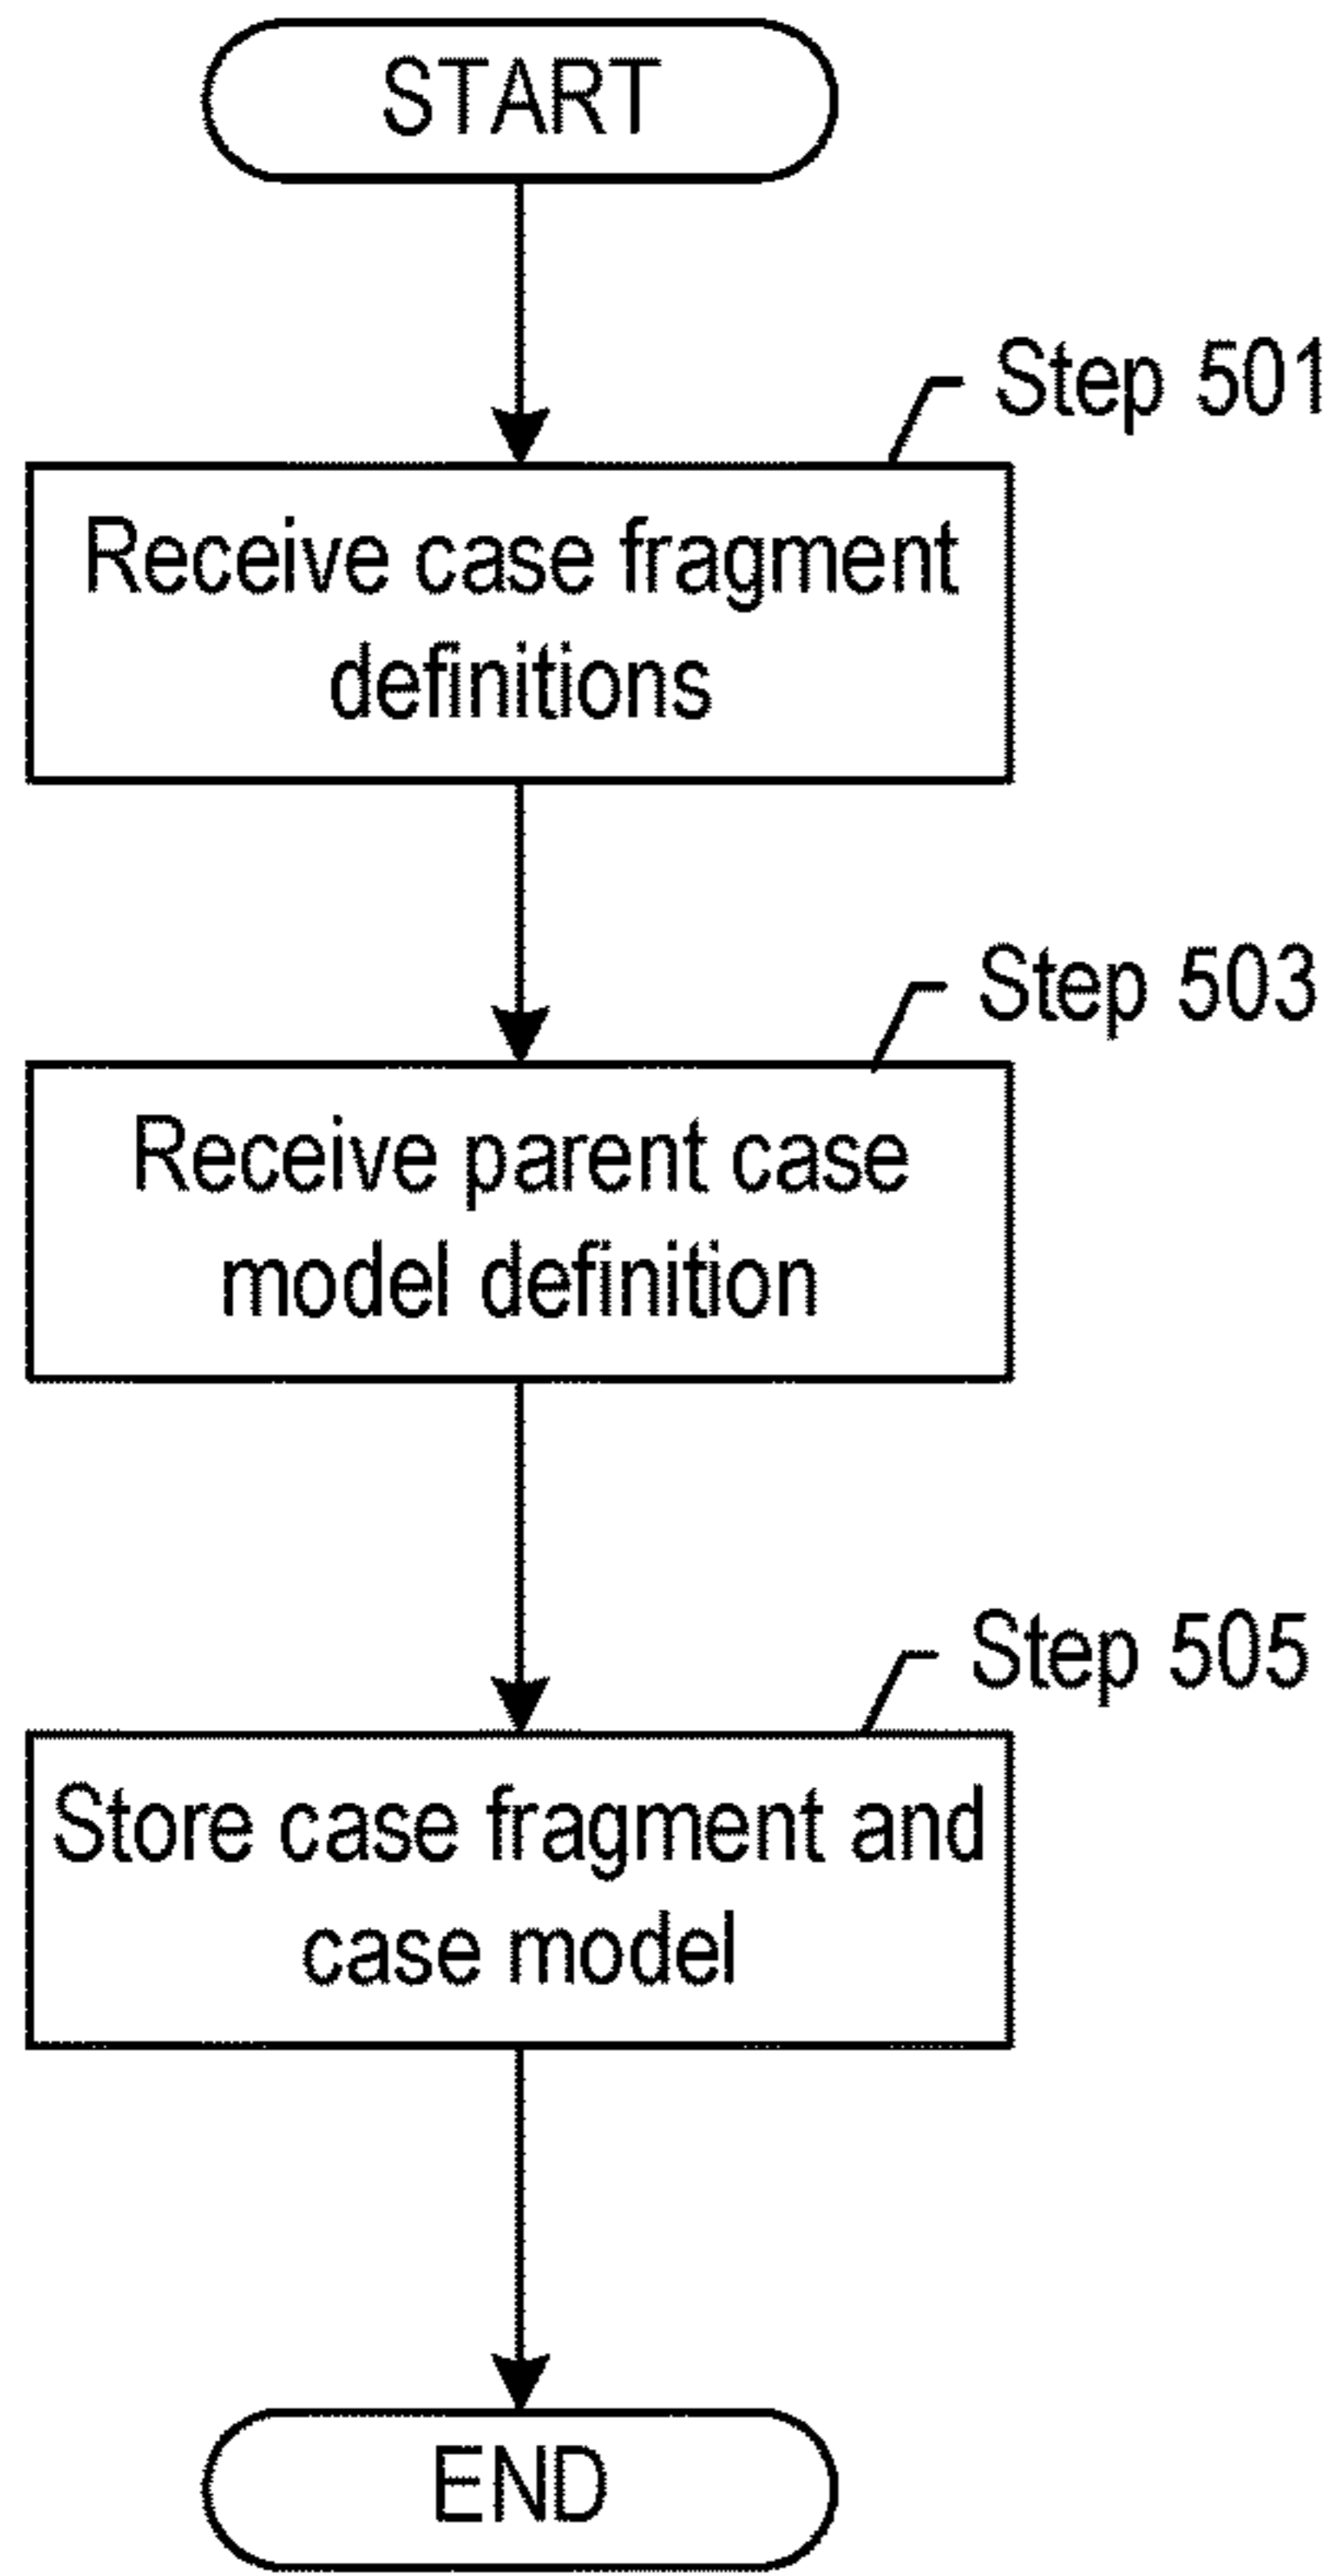 START
Step 501
Receive case fragment
definitions
Step 503
Receive parent case
model definition
Step 505
Store case fragment and
case model
END